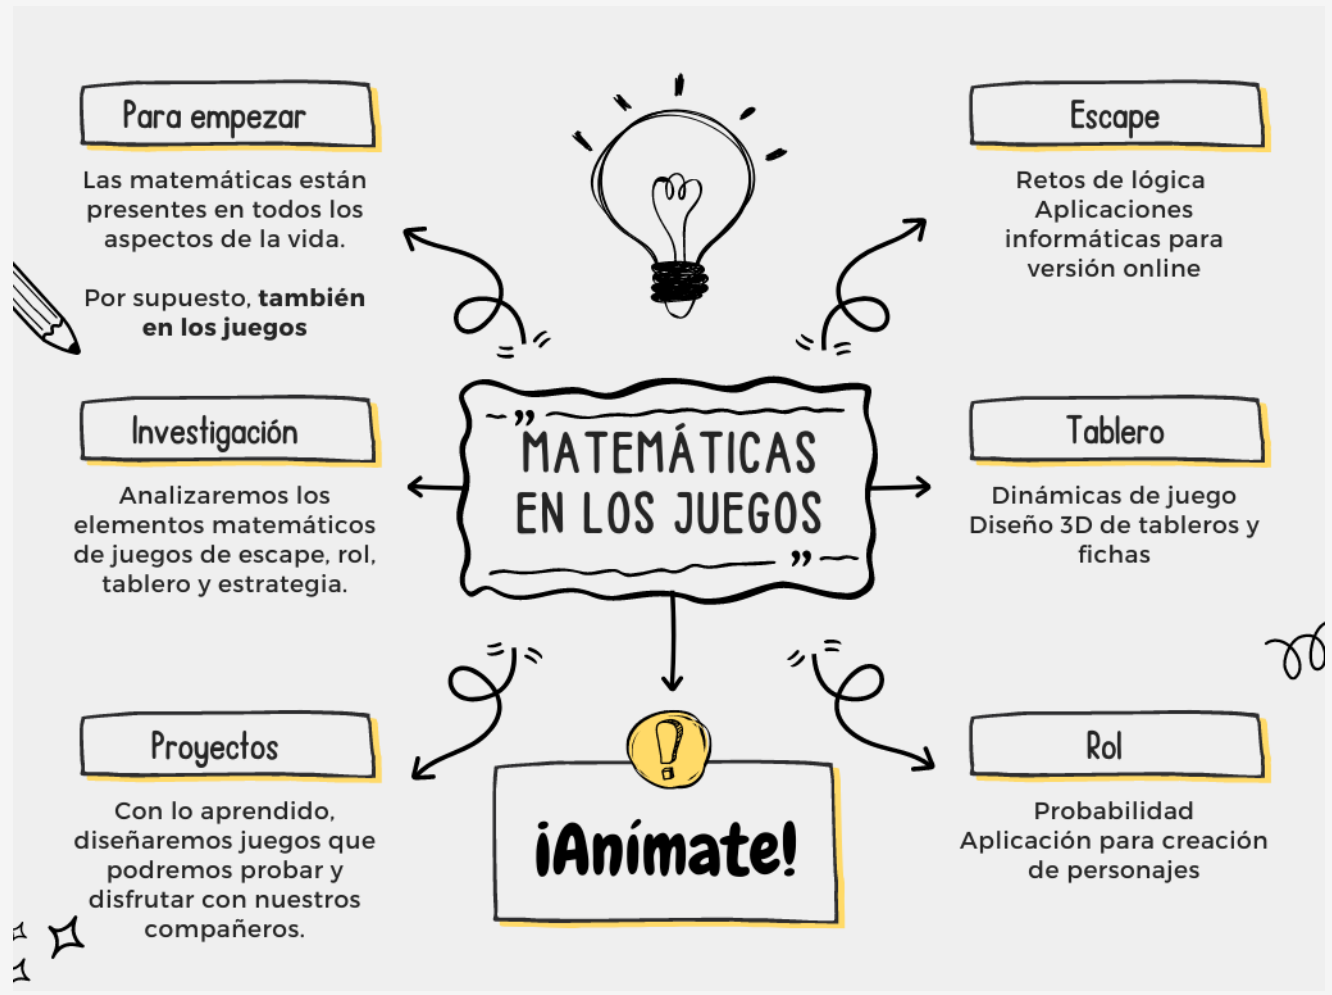 Para empezar
Las matemáticas están
presentes en todos los
aspectos de la vida.
Por supuesto, también
en los juegos
Investigación
Analizaremos los
elementos matemáticos
de juegos de escape, rol,
tablero y estrategia.
Proyectos
Con lo aprendido,
diseñaremos juegos que
podremos probar y
disfrutar con nuestros
compañeros.
”
MATEMÁTICAS
EN LOS JUEGOS
”
¡Anímate!
Escape
Retos de lógica
Aplicaciones
informáticas para
versión online
Tablero
Dinámicas de juego
Diseño 3D de tableros y
fichas
Rol
Probabilidad
Aplicación para creación
de personajes